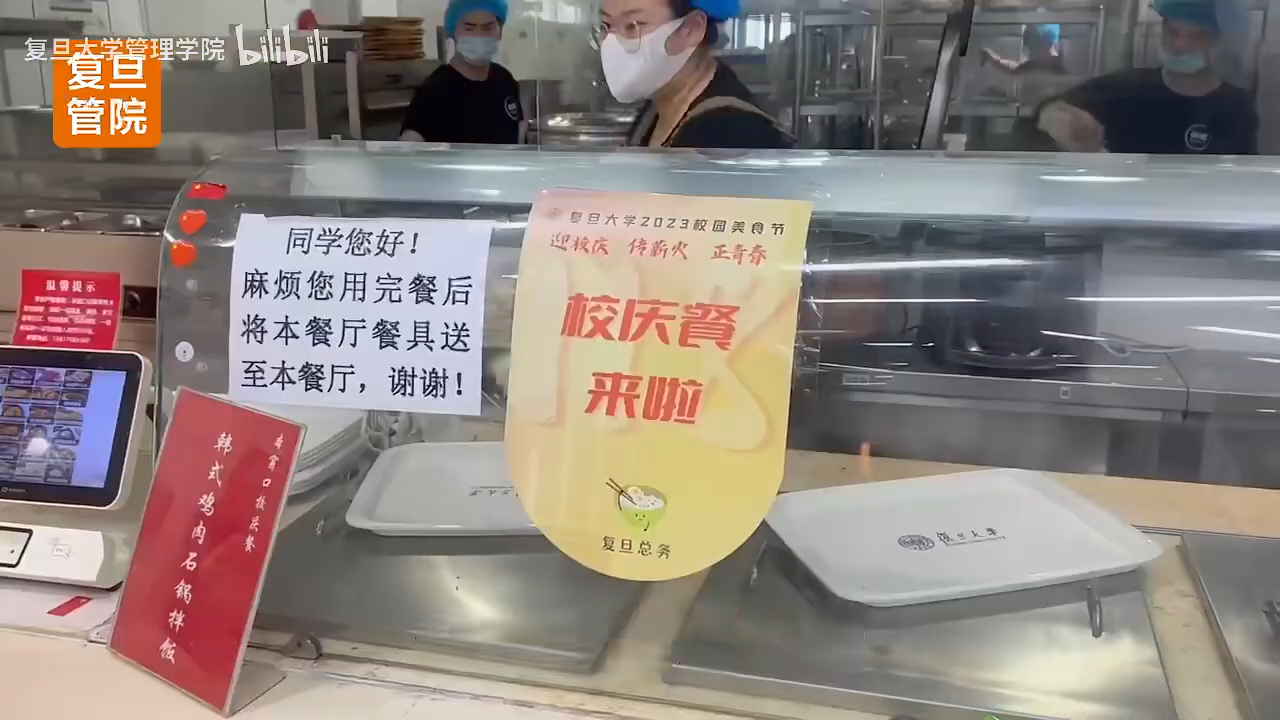 复旦大学管理学院 bilibili
复旦
管院
同学您好！
麻烦您用完餐后
将本餐厅餐具送
至本餐厅，谢谢！
复旦大学2023校园美食节
迎校庆 传薪火 正青春
校庆餐
来啦
复旦总务
温馨提示
本窗口校庆餐
韩式鸡肉石锅拌饭
復旦大學